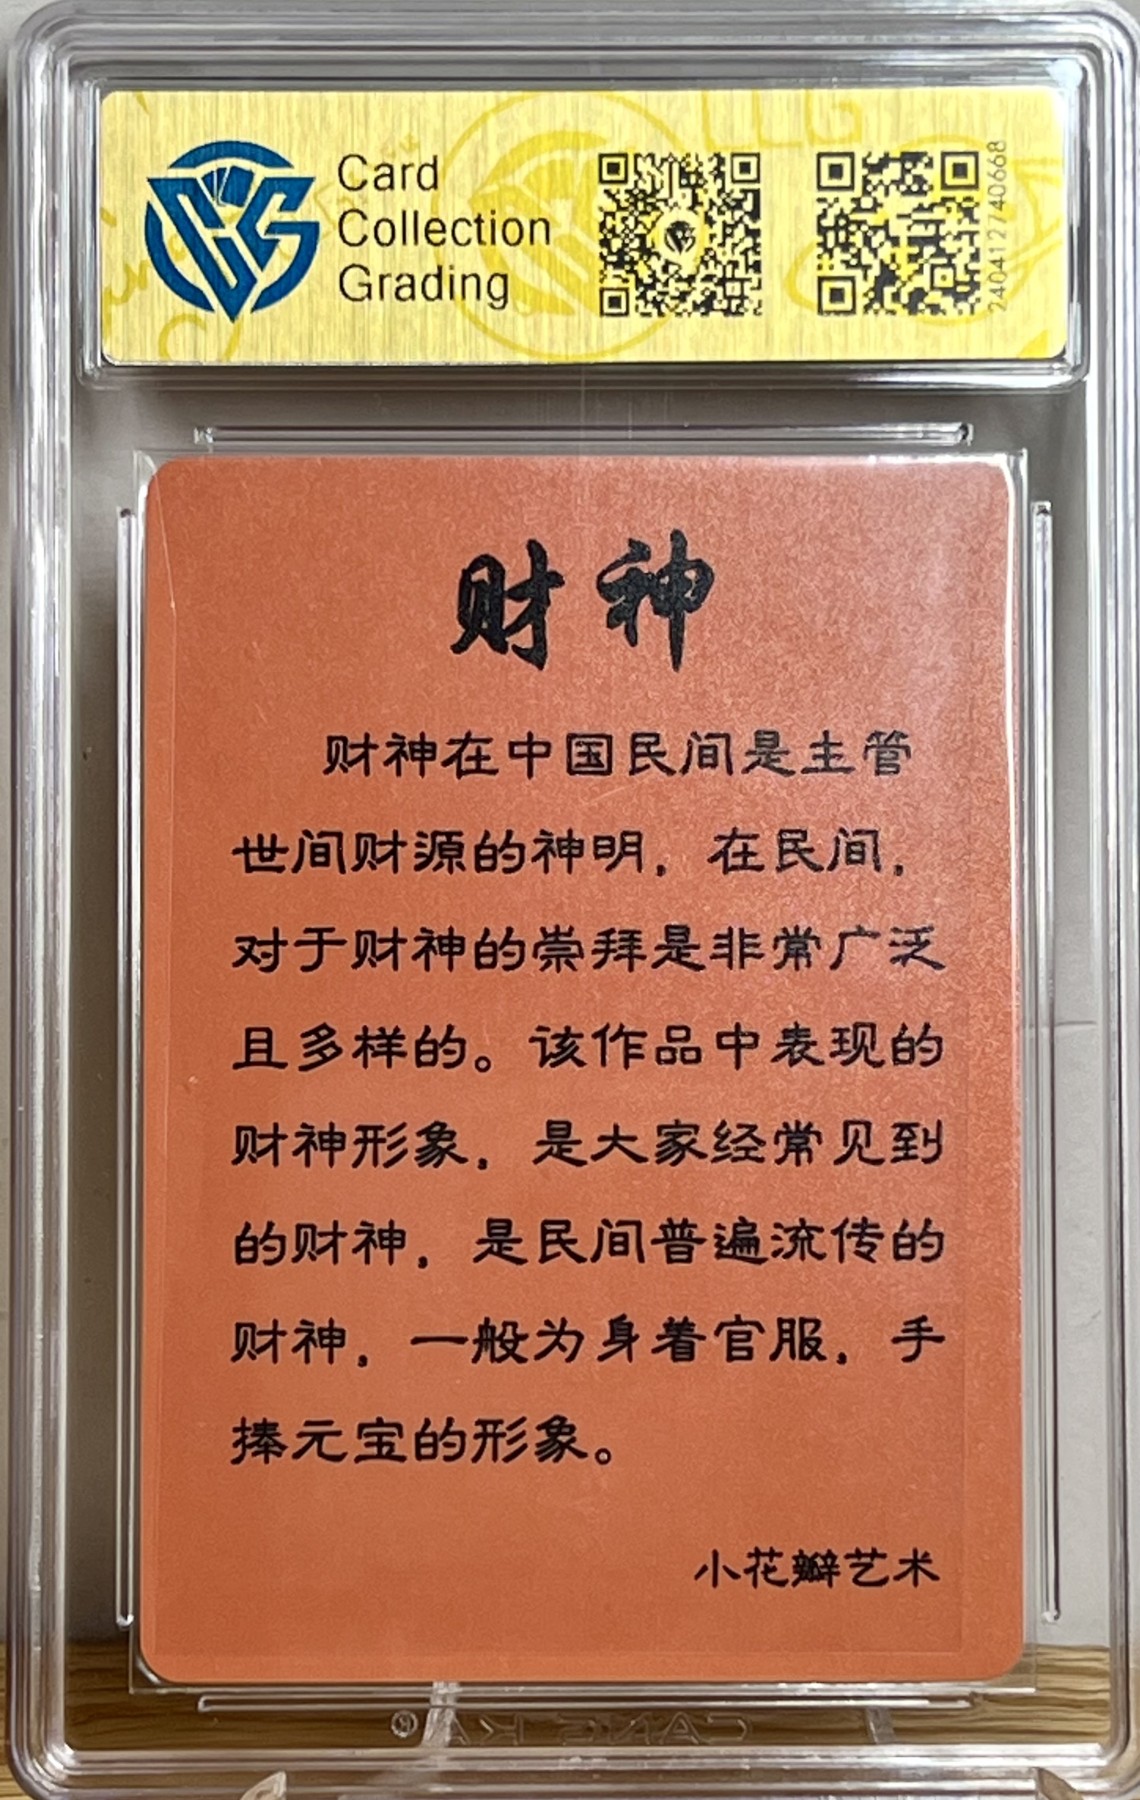 Card
Collection
Grading
2404127740668
财神
财神在中国民间是主管
世间财源的神明，在民间，
对于财神的崇拜是非常广泛
且多样的。该作品中表现的
财神形象，是大家经常见到
的财神，是民间普遍流传的
财神，一般为身着官服，手
捧元宝的形象。
小花瓣艺术